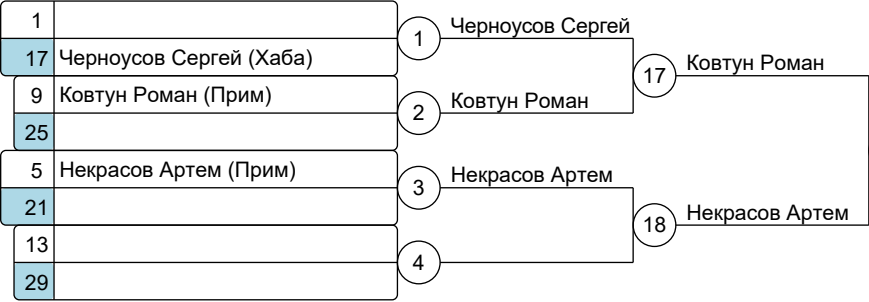 1
17 Черноусов Сергей (Хаба)
1
Черноусов Сергей
9 Ковтун Роман (Прим)
25
2
Ковтун Роман
17
Ковтун Роман
5 Некрасов Артем (Прим)
21
3
Некрасов Артем
13
29
4
18
Некрасов Артем